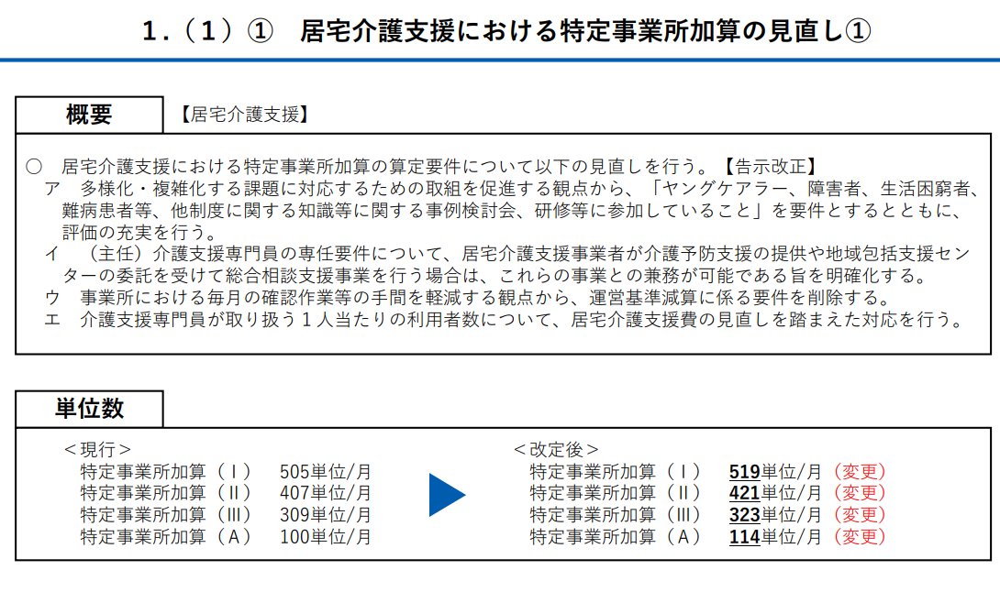 １．（１）① 居宅介護支援における特定事業所加算の見直し①
概要
【居宅介護支援】
○ 居宅介護支援における特定事業所加算の算定要件について以下の見直しを行う。【告示改正】
ア 多様化・複雑化する課題に対応するための取組を促進する観点から、「ヤングケアラー、障害者、生活困窮者、
難病患者等、他制度に関する知識等に関する事例検討会、研修等に参加していること」を要件とするとともに、
評価の充実を行う。
イ （主任）介護支援専門員の専任要件について、居宅介護支援事業者が介護予防支援の提供や地域包括支援セン
ターの委託を受けて総合相談支援事業を行う場合は、これらの事業との兼務が可能である旨を明確化する。
ウ 事業所における毎月の確認作業等の手間を軽減する観点から、運営基準減算に係る要件を削除する。
エ 介護支援専門員が取り扱う１人当たりの利用者数について、居宅介護支援費の見直しを踏まえた対応を行う。
単位数
＜現行＞
特定事業所加算（Ⅰ） 505単位/月
特定事業所加算（Ⅱ） 407単位/月
特定事業所加算（Ⅲ） 309単位/月
特定事業所加算（Ａ） 100単位/月
＜改定後＞
特定事業所加算（Ⅰ） 519単位/月（変更）
特定事業所加算（Ⅱ） 421単位/月（変更）
特定事業所加算（Ⅲ） 323単位/月（変更）
特定事業所加算（Ａ） 114単位/月（変更）